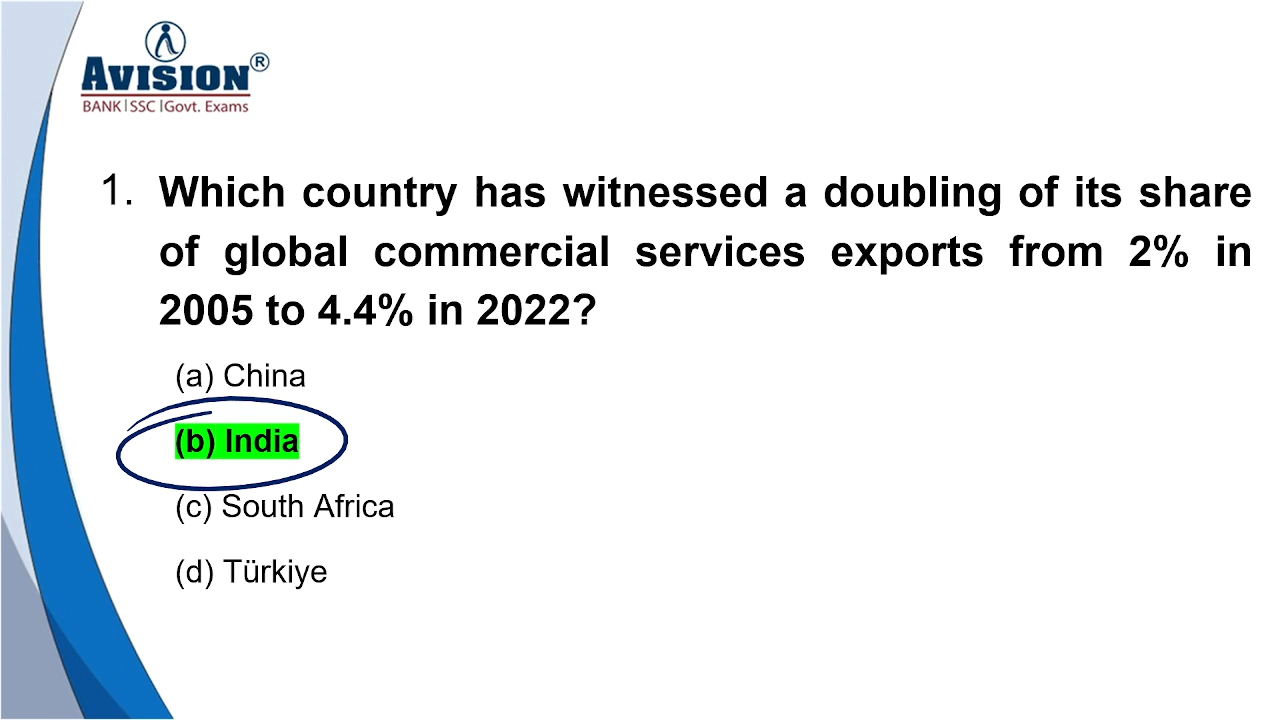 AVISION®
BANK|SSC|Govt. Exams
1. Which country has witnessed a doubling of its share
of global commercial services exports from 2% in
2005 to 4.4% in 2022?
(a) China
(b) India
(c) South Africa
(d) Türkiye